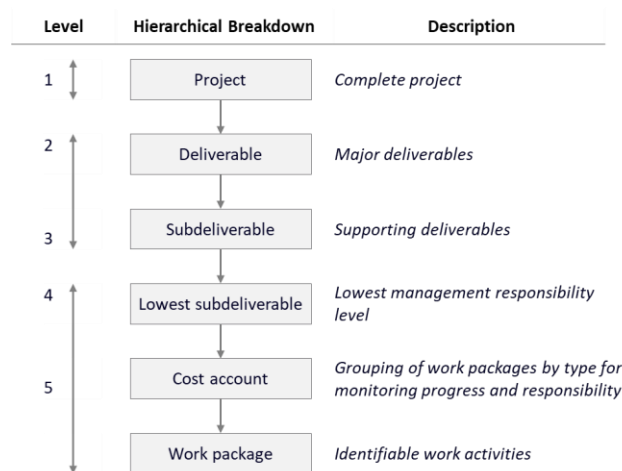 Level Hierarchical Breakdown Description
1 Project Complete project
2 Deliverable Major deliverables
3 Subdeliverable Supporting deliverables
4 Lowest subdeliverable Lowest management responsibility
level
5 Cost account Grouping of work packages by type for
monitoring progress and responsibility
Work package Identifiable work activities